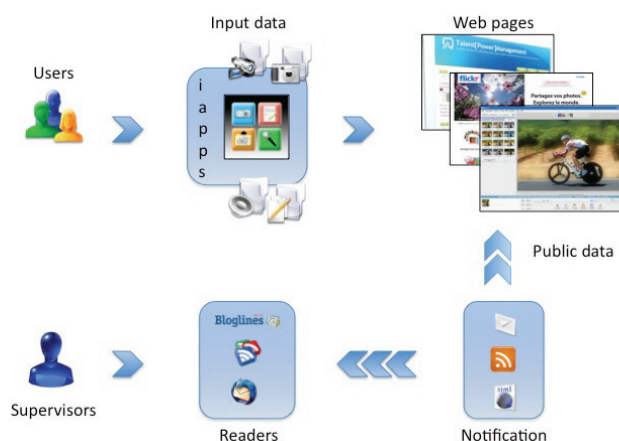 Input data
Web pages
Users
i
a
p
p
s
Talent[Power]Management
flickr
Partagez vos photos.
Explorez le monde
Public data
Bloglines
xml
Supervisors
Readers
Notification